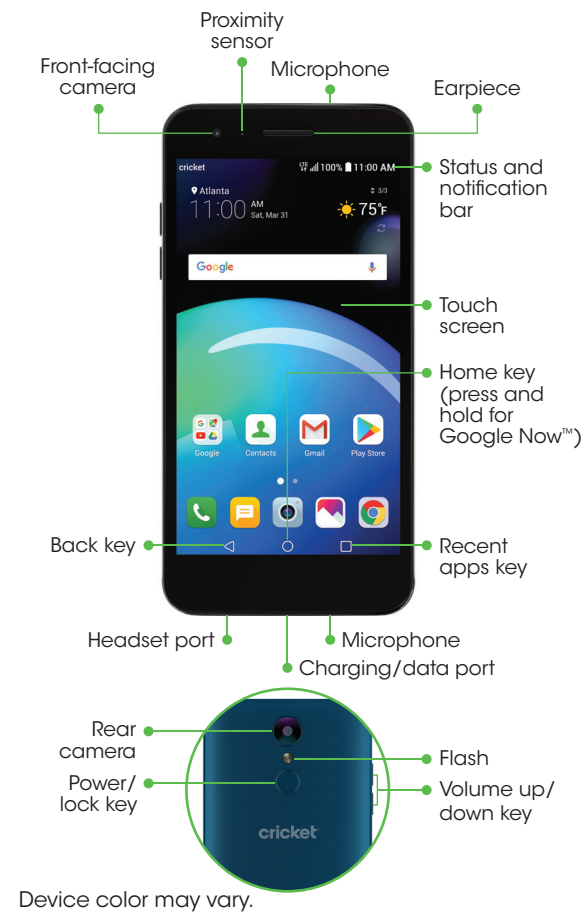 Proximity
sensor
Front-facing
camera
Microphone
Earpiece
cricket
LTE 100% 11:00 AM
Status and
notification
bar
Atlanta
3/3
11:00 AM
Sat, Mar 31
75°F
Google
Touch
screen
Home key
(press and
hold for
Google Now™)
Google
Contacts
Gmail
Play Store
Back key
Recent
apps key
Headset port
Microphone
Charging/data port
Rear
camera
Flash
Power/
lock key
Volume up/
down key
cricket
Device color may vary.